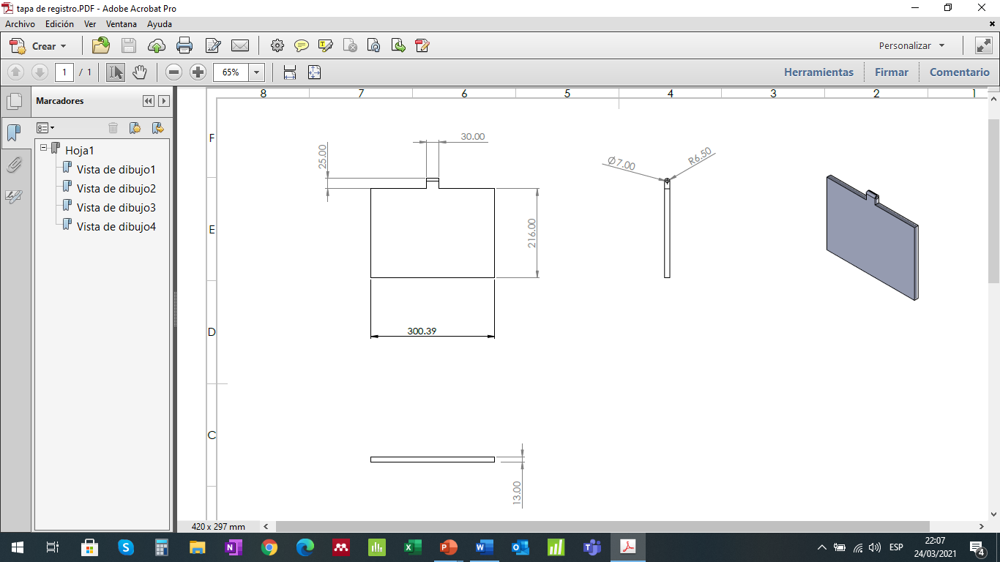 tapa de registro.PDF - Adobe Acrobat Pro
Archivo Edición Ver Ventana Ayuda
Crear
Personalizar
1 / 1
65%
Herramientas Firmar Comentario
Marcadores
Hoja1
Vista de dibujo1
Vista de dibujo2
Vista de dibujo3
Vista de dibujo4
8 7 6 5 4 3 2 1
F
30.00
25.00
Ø7.00
R6.50
E
216.00
D
300.39
C
13.00
420 x 297 mm
ESP
22:07
24/03/2021
4